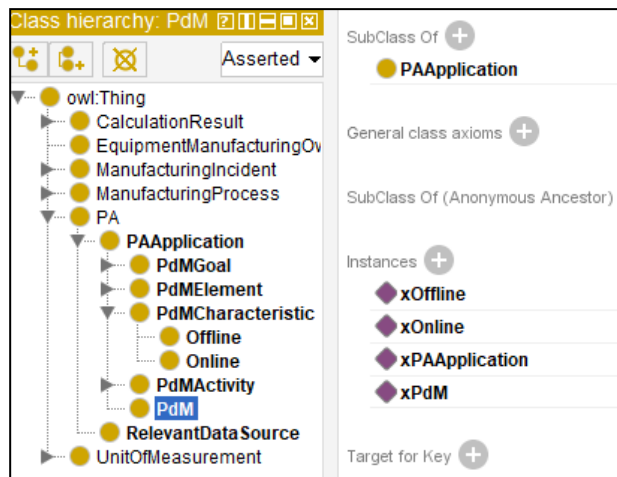 Class hierarchy: PdM
Asserted
owl:Thing
CalculationResult
EquipmentManufacturingOv
ManufacturingIncident
ManufacturingProcess
PA
PAApplication
PdMGoal
PdMElement
PdMCharacteristic
Offline
Online
PdMActivity
PdM
RelevantDataSource
UnitOfMeasurement
SubClass Of
PAApplication
General class axioms
SubClass Of (Anonymous Ancestor)
Instances
xOffline
xOnline
xPAApplication
xPdM
Target for Key